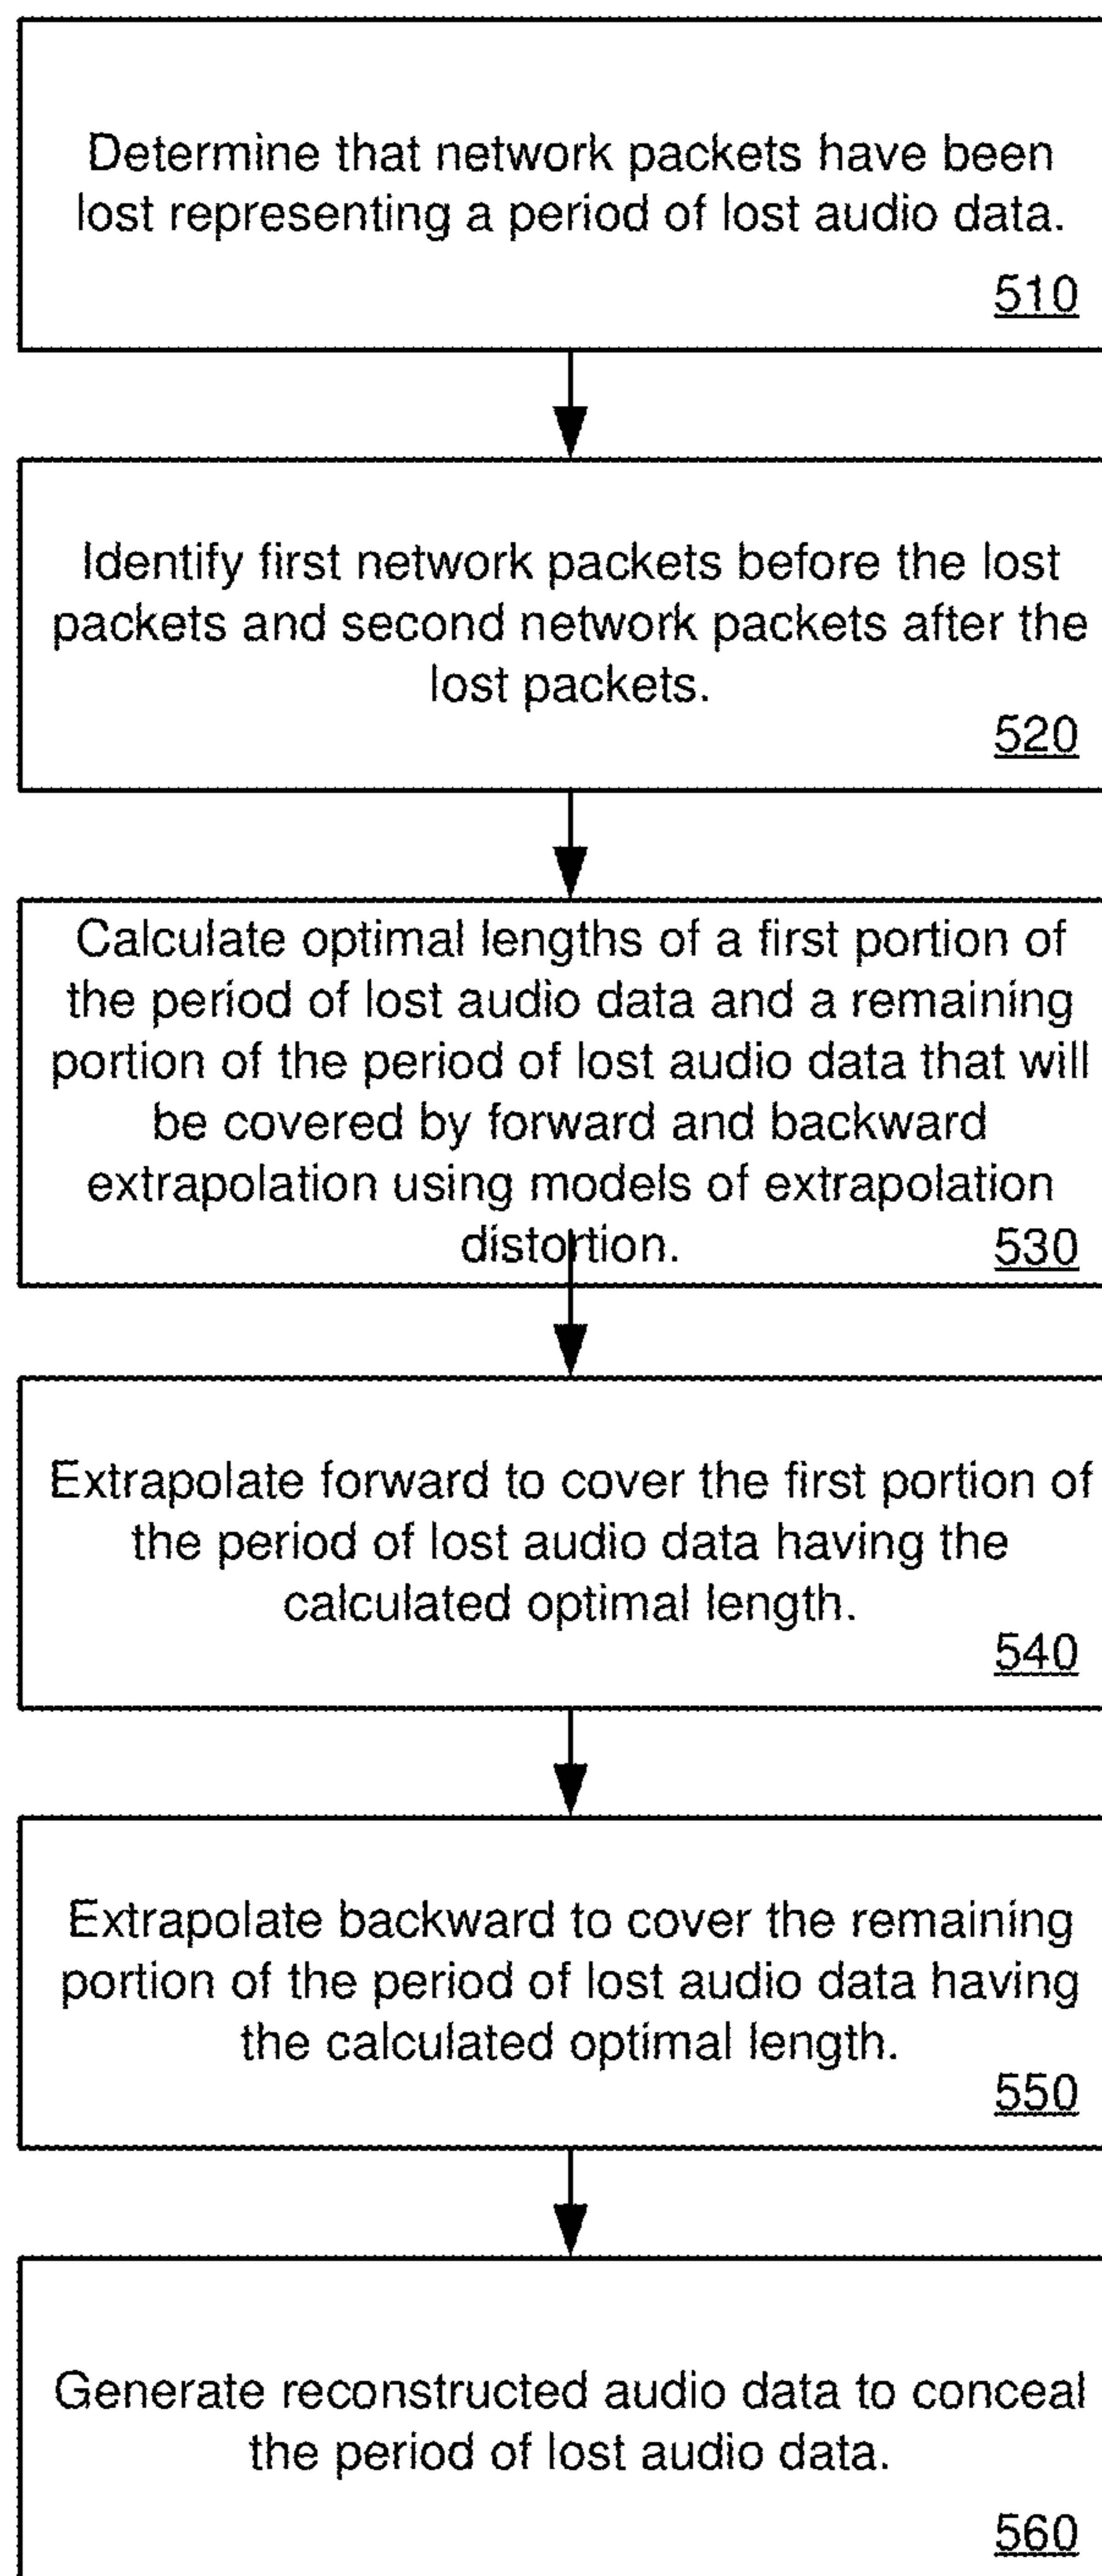 Determine that network packets have been
lost representing a period of lost audio data.
510
Identify first network packets before the lost
packets and second network packets after the
lost packets.
520
Calculate optimal lengths of a first portion of
the period of lost audio data and a remaining
portion of the period of lost audio data that will
be covered by forward and backward
extrapolation using models of extrapolation
distortion.
530
Extrapolate forward to cover the first portion of
the period of lost audio data having the
calculated optimal length.
540
Extrapolate backward to cover the remaining
portion of the period of lost audio data having
the calculated optimal length.
550
Generate reconstructed audio data to conceal
the period of lost audio data.
560